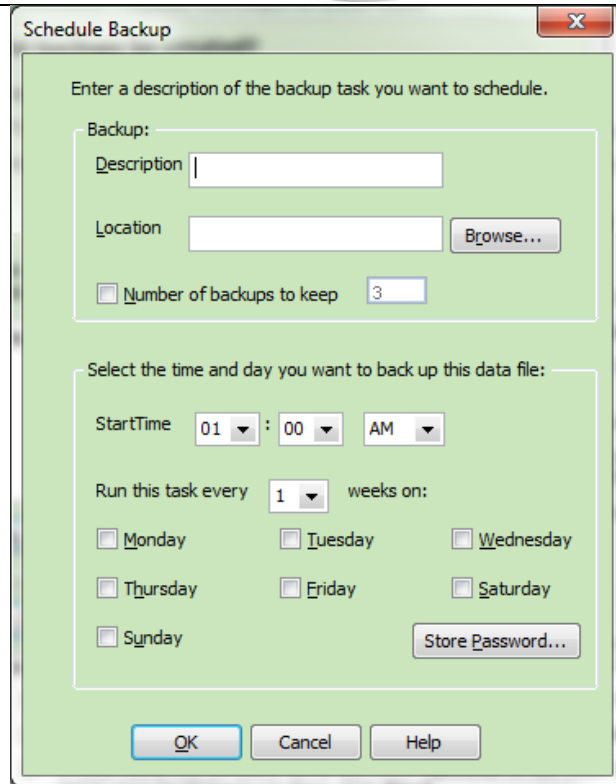 Schedule Backup
Enter a description of the backup task you want to schedule.
Backup:
Description
Location
Browse...
Number of backups to keep 3
Select the time and day you want to back up this data file:
StartTime 01 : 00 AM
Run this task every 1 weeks on:
Monday Tuesday Wednesday
Thursday Friday Saturday
Sunday Store Password...
OK Cancel Help